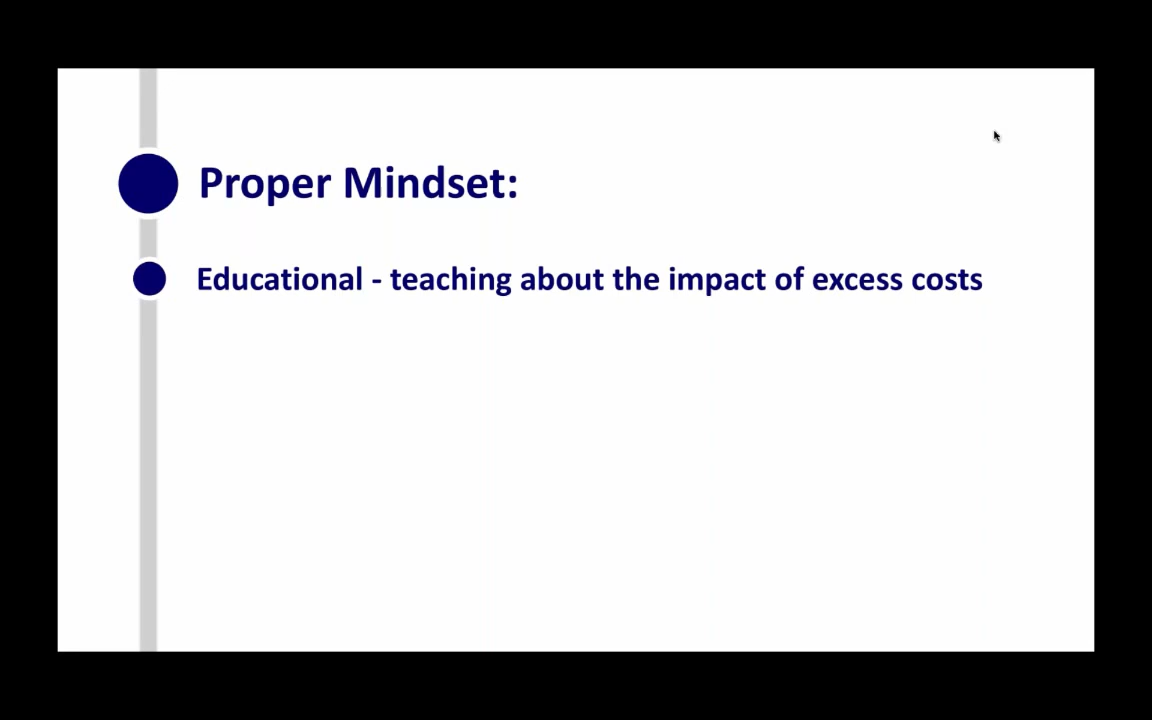 Proper Mindset:
Educational - teaching about the impact of excess costs